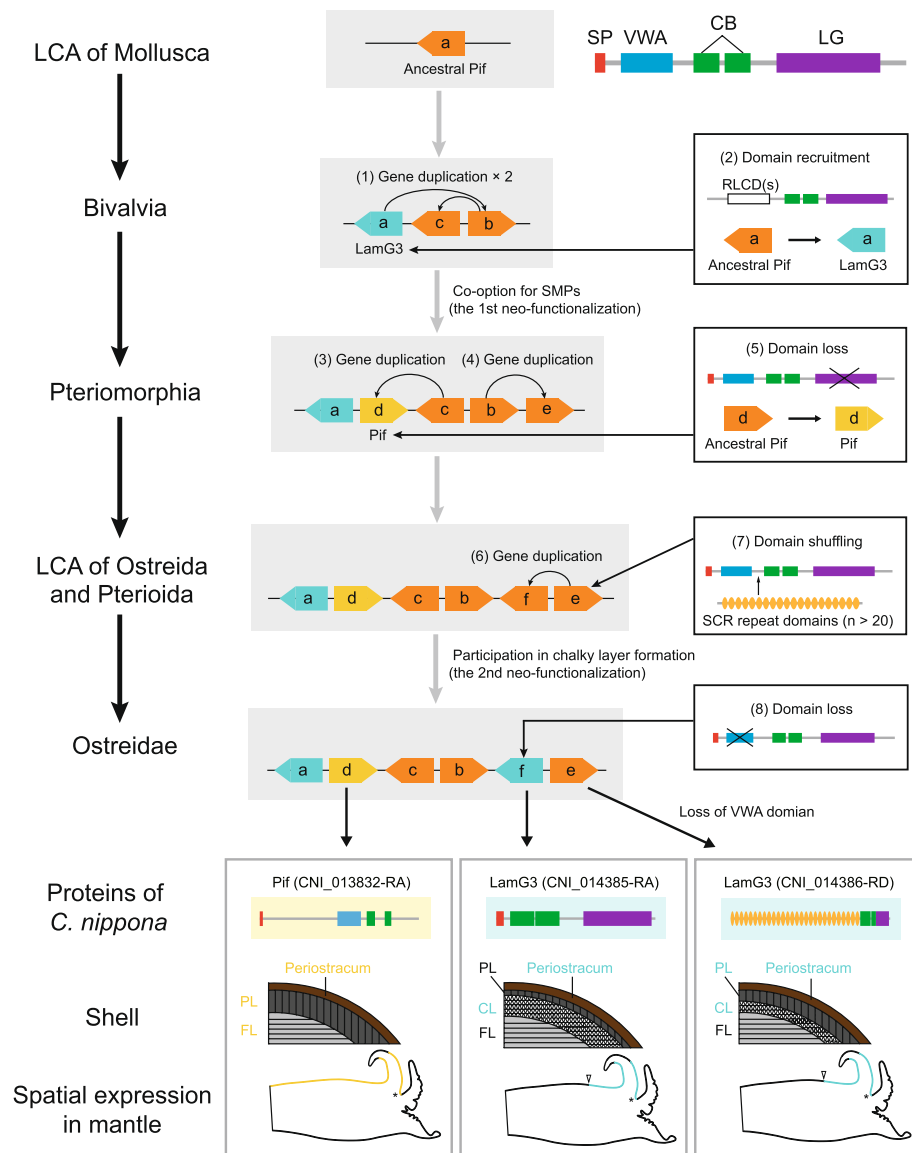 LCA of Mollusca
a
Ancestral Pif
SP
VWA
CB
LG
Bivalvia
(1) Gene duplication × 2
a
c
b
LamG3
(2) Domain recruitment
RLCD(s)
a
a
Ancestral Pif
LamG3
Co-option for SMPs
(the 1st neo-functionalization)
Pteriomorphia
(3) Gene duplication
(4) Gene duplication
a
d
c
b
e
Pif
(5) Domain loss
d
d
Ancestral Pif
Pif
LCA of Ostreida
and Pterioida
(6) Gene duplication
a
d
c
b
f
e
(7) Domain shuffling
SCR repeat domains (n > 20)
Participation in chalky layer formation
(the 2nd neo-functionalization)
Ostreidae
a
d
c
b
f
e
(8) Domain loss
Loss of VWA domian
Proteins of
C. nippona
Pif (CNI_013832-RA)
LamG3 (CNI_014385-RA)
LamG3 (CNI_014386-RD)
Shell
Periostracum
PL
FL
PL
Periostracum
CL
FL
PL
Periostracum
CL
FL
Spatial expression
in mantle
*
*
*